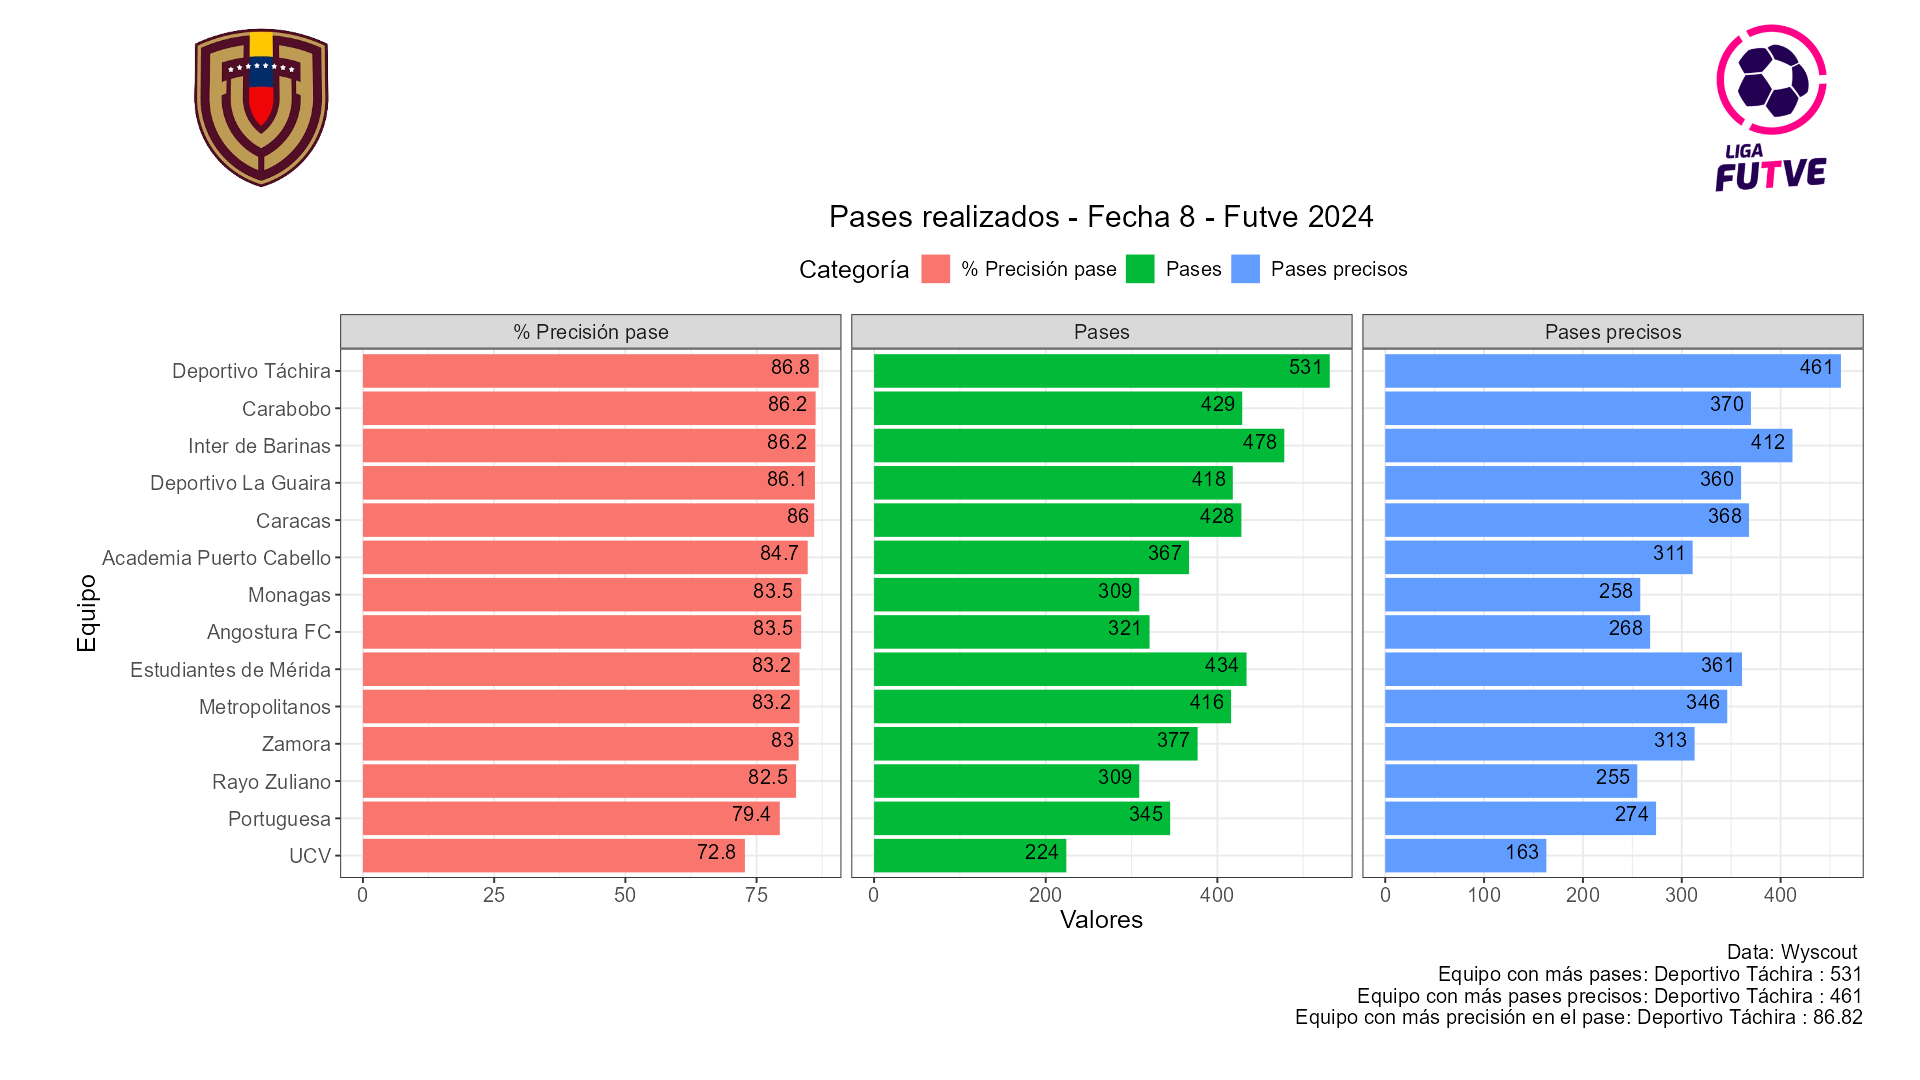 LIGA
FUTVE
Pases realizados - Fecha 8 - Futve 2024
Categoría % Precisión pase Pases Pases precisos
% Precisión pase Pases Pases precisos
Deportivo Táchira 86.8 531 461
Carabobo 86.2 429 370
Inter de Barinas 86.2 478 412
Deportivo La Guaira 86.1 418 360
Caracas 86 428 368
Academia Puerto Cabello 84.7 367 311
Monagas 83.5 309 258
Angostura FC 83.5 321 268
Estudiantes de Mérida 83.2 434 361
Metropolitanos 83.2 416 346
Zamora 83 377 313
Rayo Zuliano 82.5 309 255
Portuguesa 79.4 345 274
UCV 72.8 224 163
Equipo
0 25 50 75 0 200 400 0 100 200 300 400
Valores
Data: Wyscout
Equipo con más pases: Deportivo Táchira : 531
Equipo con más pases precisos: Deportivo Táchira : 461
Equipo con más precisión en el pase: Deportivo Táchira : 86.82